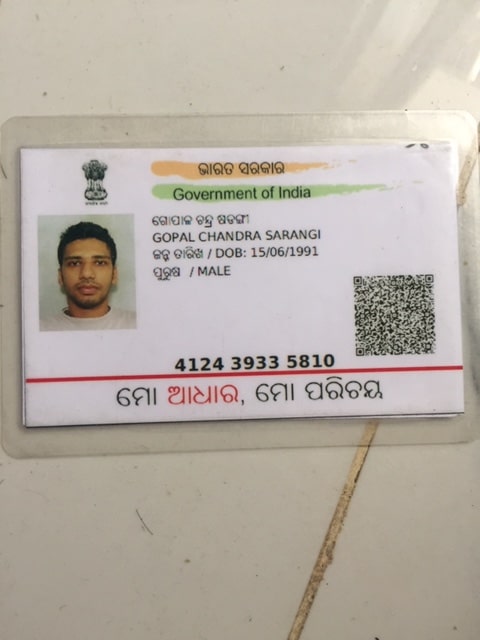 ଭାରତ ସରକାର
Government of India
ଗୋପାଳ ଚନ୍ଦ୍ର ଷଡଙ୍ଗୀ
GOPAL CHANDRA SARANGI
ଜନ୍ମ ତାରିଖ / DOB: 15/06/1991
ପୁରୁଷ / MALE
4124 3933 5810
ମୋ ଆଧାର, ମୋ ପରିଚୟ